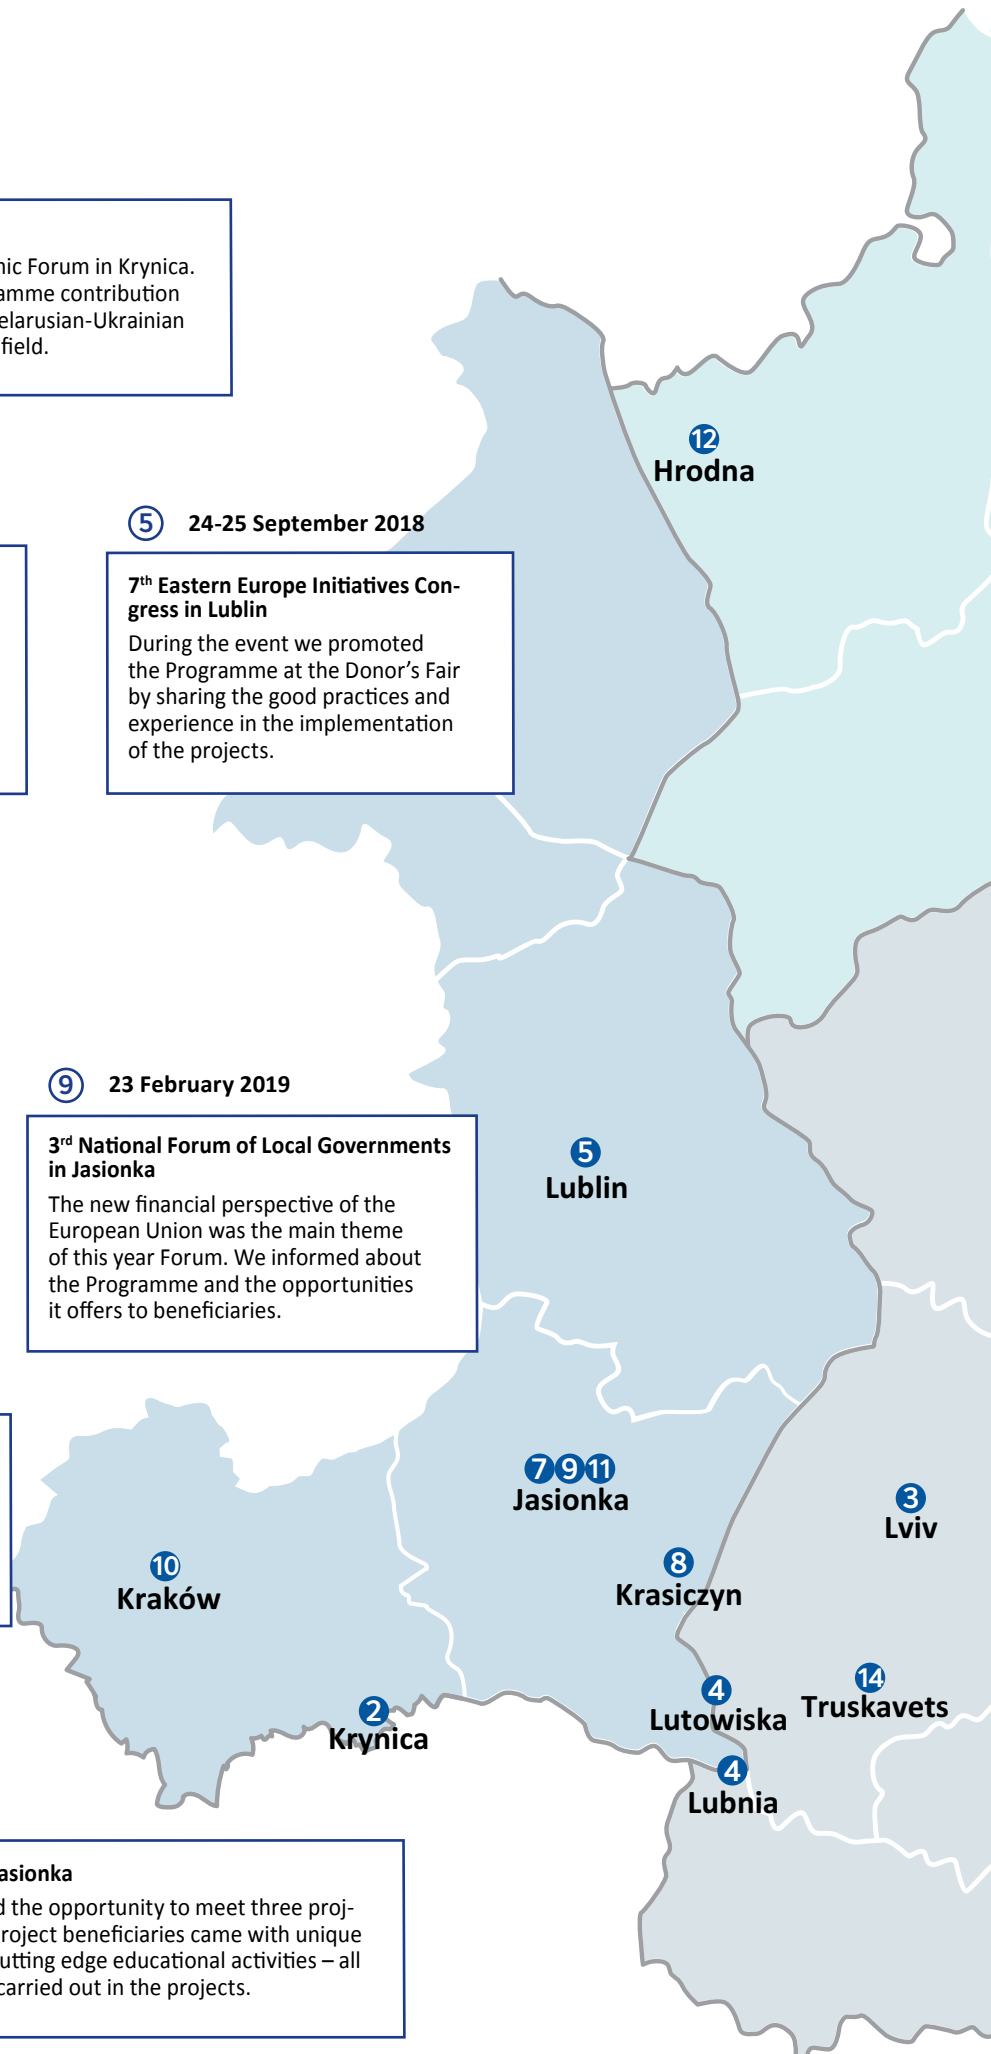 nic Forum in Krynica.
amme contribution
elarusian-Ukrainian
field.
12
Hrodna
5 24-25 September 2018
7th Eastern Europe Initiatives Con-
gress in Lublin
During the event we promoted
the Programme at the Donor's Fair
by sharing the good practices and
experience in the implementation
of the projects.
9 23 February 2019
3rd National Forum of Local Governments
in Jasionka
The new financial perspective of the
European Union was the main theme
of this year Forum. We informed about
the Programme and the opportunities
it offers to beneficiaries.
5
Lublin
7 9 11
Jasionka
3
Lviv
10
Kraków
8
Krasiczyn
4
Lutowiska
14
Truskavets
2
Krynica
4
Lubnia
asionka
d the opportunity to meet three proj-
roject beneficiaries came with unique
utting edge educational activities – all
carried out in the projects.